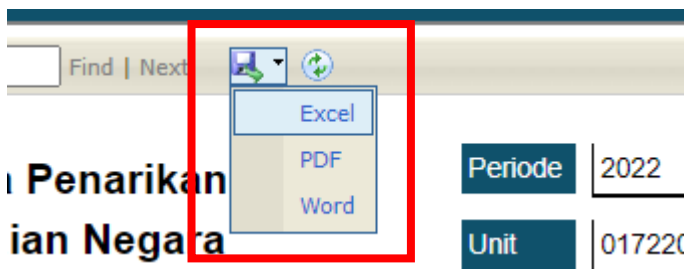 Find | Next
Excel
PDF
Word
Penarikan
Periode 2022
ian Negara
Unit 01722